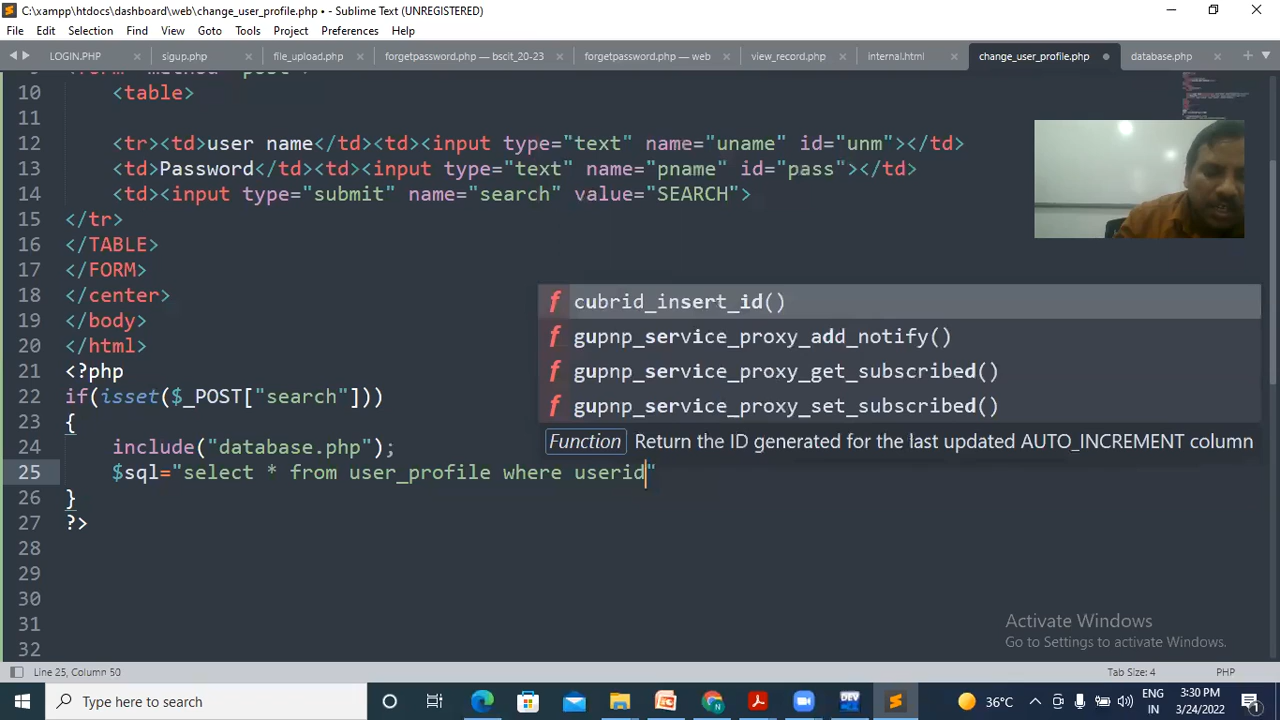 C:\xampp\htdocs\dashboard\web\change_user_profile.php • - Sublime Text (UNREGISTERED)
File Edit Selection Find View Goto Tools Project Preferences Help
LOGIN.PHP × sigup.php × file_upload.php × forgetpassword.php — bscit_20-23 × forgetpassword.php — web × view_record.php × internal.html × change_user_profile.php • database.php ×
10 <table>
11
12 <tr><td>user name</td><td><input type="text" name="uname" id="unm"></td>
13 <td>Password</td><td><input type="text" name="pname" id="pass"></td>
14 <td><input type="submit" name="search" value="SEARCH">
15 </tr>
16 </TABLE>
17 </FORM>
18 </center>
19 </body>
20 </html>
21 <?php
22 if(isset($_POST["search"]))
23 {
24 include("database.php");
25 $sql="select * from user_profile where userid"
26 }
27 ?>
28
29
30
31
32
f cubrid_insert_id()
f gupnp_service_proxy_add_notify()
f gupnp_service_proxy_get_subscribed()
f gupnp_service_proxy_set_subscribed()
Function Return the ID generated for the last updated AUTO_INCREMENT column
Activate Windows
Go to Settings to activate Windows.
Line 25, Column 50 Tab Size: 4 PHP
Type here to search 36°C ENG IN 3:30 PM 3/24/2022